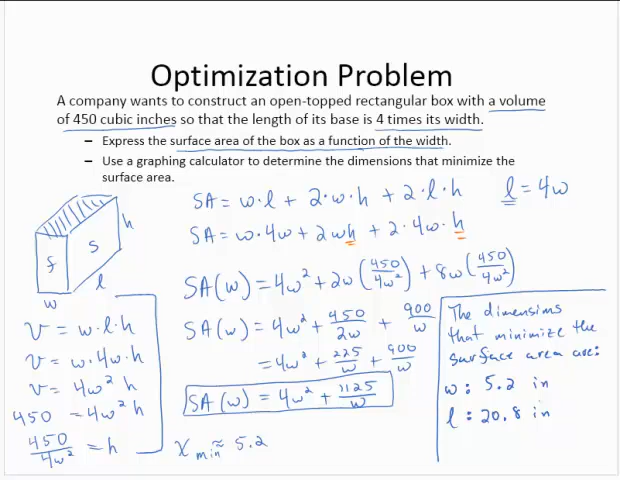 Optimization Problem
A company wants to construct an open-topped rectangular box with a volume
of 450 cubic inches so that the length of its base is 4 times its width.
– Express the surface area of the box as a function of the width.
– Use a graphing calculator to determine the dimensions that minimize the
surface area.
SA = w·l + 2·w·h + 2·l·h
l = 4w
SA = w·4w + 2wh + 2·4w·h
f
s
h
l
w
SA(w) = 4w² + 2w (450/4w²) + 8w (450/4w²)
V = w·l·h
V = w·4w·h
V = 4w² h
450 = 4w² h
450/4w² = h
SA(w) = 4w² + 450/2w + 900/w
= 4w² + 225/w + 900/w
SA(w) = 4w² + 1125/w
Xmin ≈ 5.2
The dimensims
that minimize the
surface area are:
w: 5.2 in
l: 20.8 in